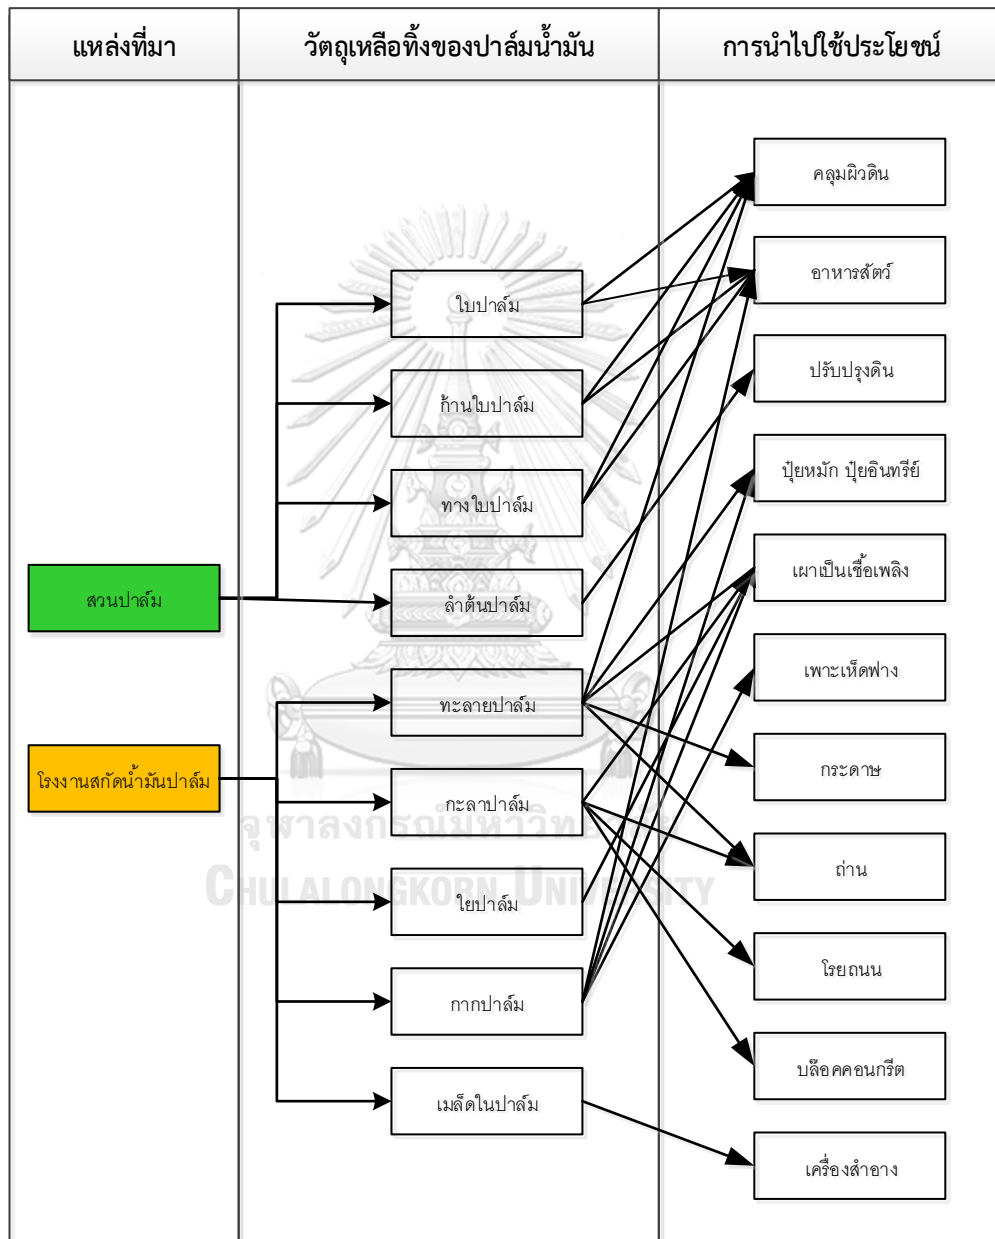 แหล่งที่มา
วัตถุเหลือทิ้งของปาล์มน้ำมัน
การนำไปใช้ประโยชน์
คลุมผิวดิน
อาหารสัตว์
ใบปาล์ม
ปรับปรุงดิน
ก้านใบปาล์ม
ปุ๋ยหมัก ปุ๋ยอินทรีย์
ทางใบปาล์ม
เผาเป็นเชื้อเพลิง
สวนปาล์ม
ลำต้นปาล์ม
เพาะเห็ดฟาง
ทะลายปาล์ม
กระดาษ
โรงงานสกัดน้ำมันปาล์ม
กะลาปาล์ม
จุฬาลงกรณ์มหาวิทยาลัย
ถ่าน
CHULALONGKORN UNIVERSITY
ใยปาล์ม
โรยถนน
กากปาล์ม
บล๊อคคอนกรีต
เมล็ดในปาล์ม
เครื่องสำอาง